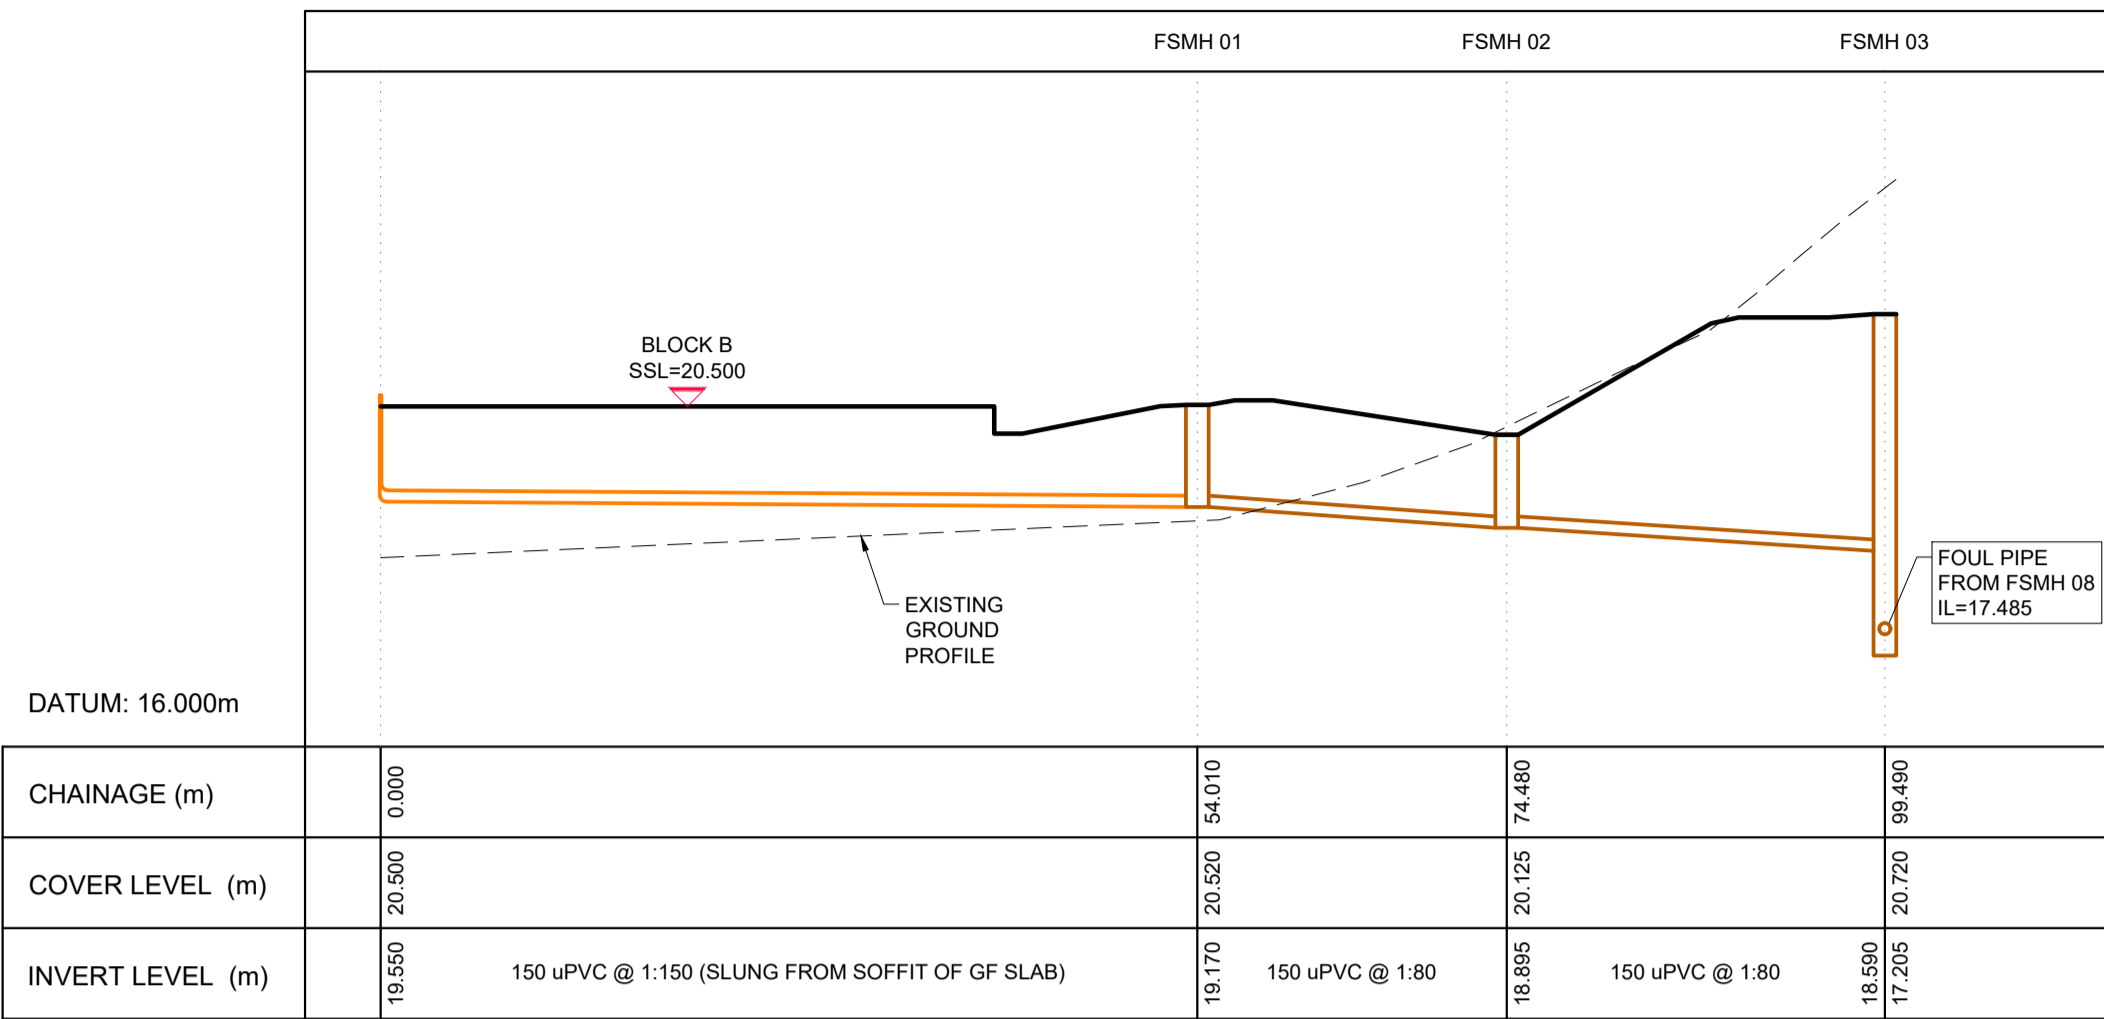 FSMH 01 FSMH 02 FSMH 03
BLOCK B
SSL=20.500
EXISTING
GROUND
PROFILE
FOUL PIPE
FROM FSMH 08
IL=17.485
DATUM: 16.000m
CHAINAGE (m) 0.000 54.010 74.480 99.490
COVER LEVEL (m) 20.500 20.520 20.125 20.720
INVERT LEVEL (m) 19.550 150 uPVC @ 1:150 (SLUNG FROM SOFFIT OF GF SLAB) 19.170 150 uPVC @ 1:80 18.895 150 uPVC @ 1:80 18.590 17.205